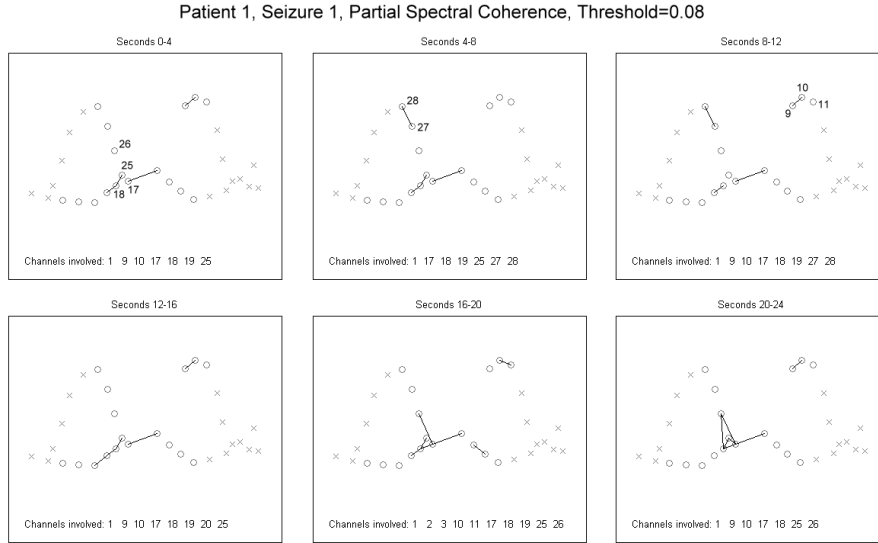 Patient 1, Seizure 1, Partial Spectral Coherence, Threshold=0.08
Seconds 0-4
26
25
17
18
Channels involved: 1 9 10 17 18 19 25
Seconds 4-8
28
27
Channels involved: 1 17 18 19 25 27 28
Seconds 8-12
10
9
11
Channels involved: 1 9 10 17 18 19 27 28
Seconds 12-16
Channels involved: 1 9 10 17 18 19 20 25
Seconds 16-20
Channels involved: 1 2 3 10 11 17 18 19 25 26
Seconds 20-24
Channels involved: 1 9 10 17 18 25 26